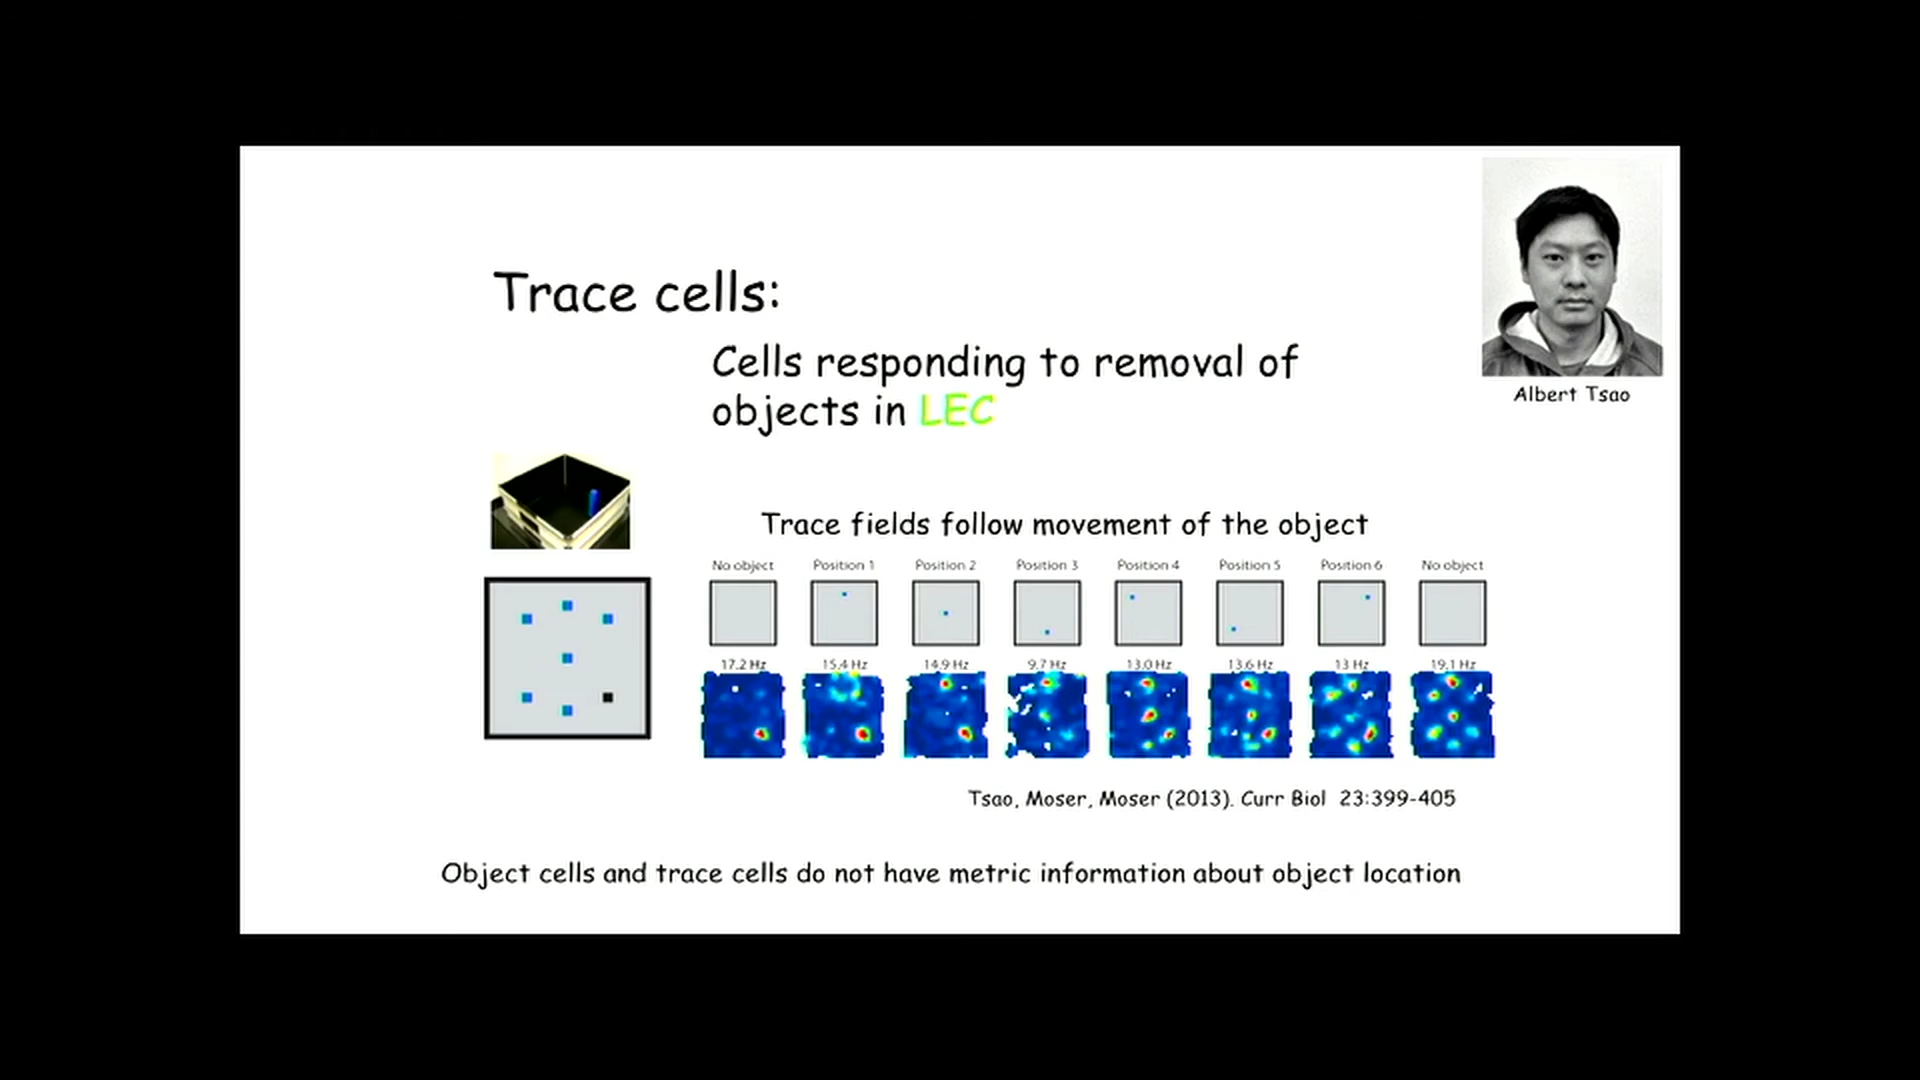 Trace cells:
Cells responding to removal of
objects in LEC
Albert Tsao
Trace fields follow movement of the object
No object Position 1 Position 2 Position 3 Position 4 Position 5 Position 6 No object
17.2 Hz 15.4 Hz 14.9 Hz 9.7 Hz 13.0 Hz 13.6 Hz 13 Hz 19.1 Hz
Tsao, Moser, Moser (2013). Curr Biol 23:399-405
Object cells and trace cells do not have metric information about object location